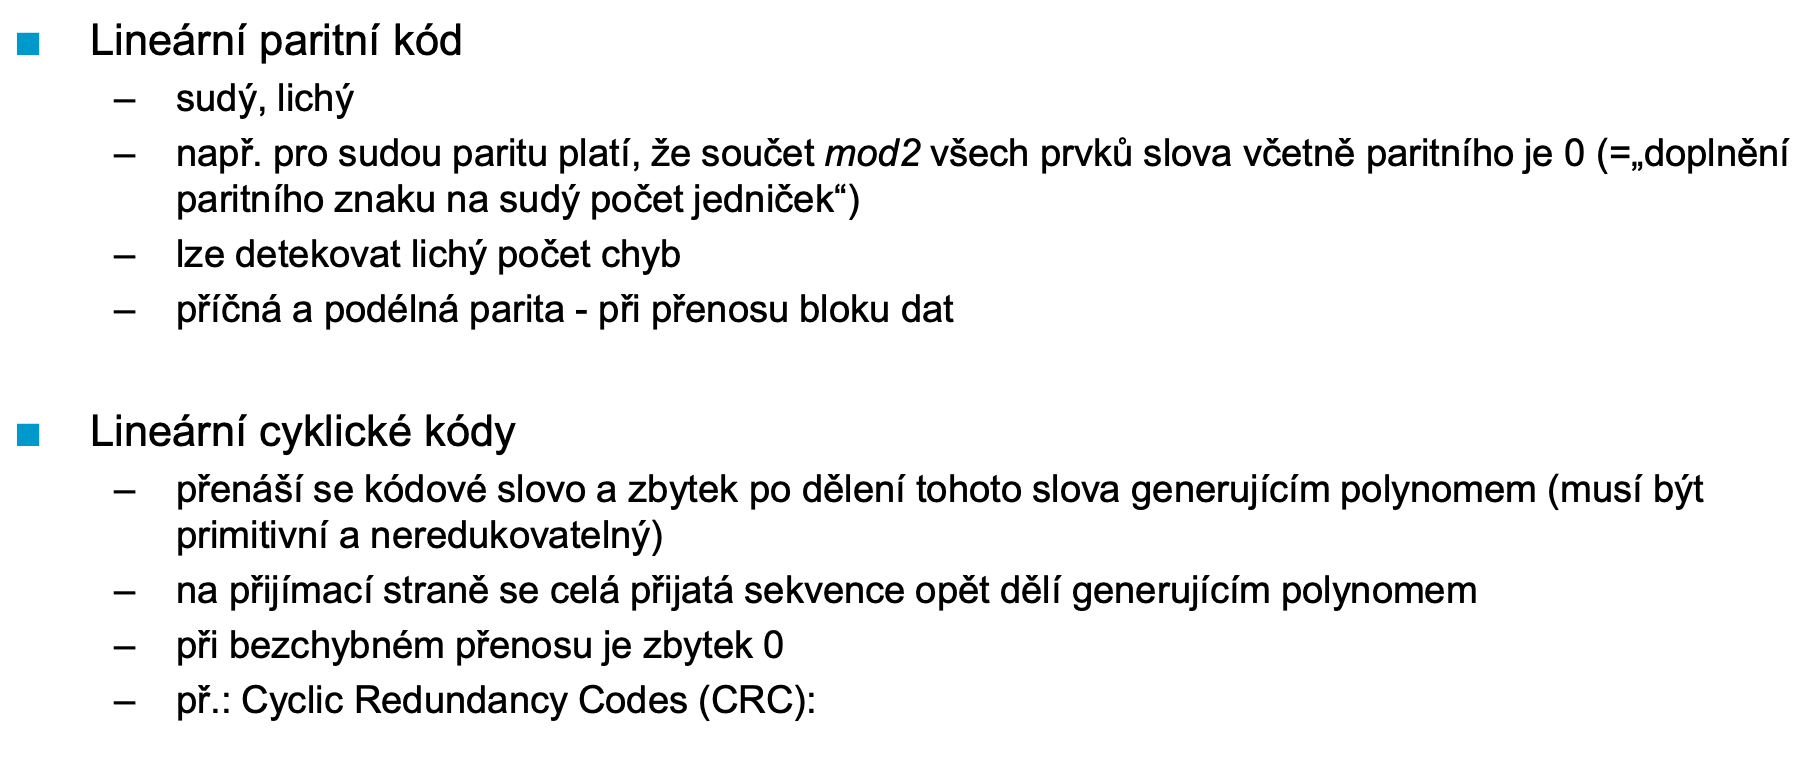 Lineární paritní kód
– sudý, lichý
– např. pro sudou paritu platí, že součet mod2 všech prvků slova včetně paritního je 0 (=„doplnění
paritního znaku na sudý počet jedniček“)
– lze detekovat lichý počet chyb
– příčná a podélná parita - při přenosu bloku dat
Lineární cyklické kódy
– přenáší se kódové slovo a zbytek po dělení tohoto slova generujícím polynomem (musí být
primitivní a neredukovatelný)
– na přijímací straně se celá přijatá sekvence opět dělí generujícím polynomem
– při bezchybném přenosu je zbytek 0
– př.: Cyclic Redundancy Codes (CRC):